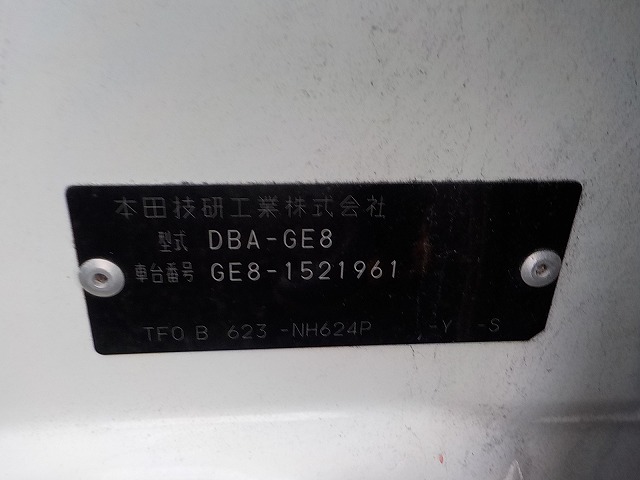 本田技研工業株式会社
型式 DBA-GE8
車台番号 GE8-1521961
TF0 B 623 -NH624P -Y -S